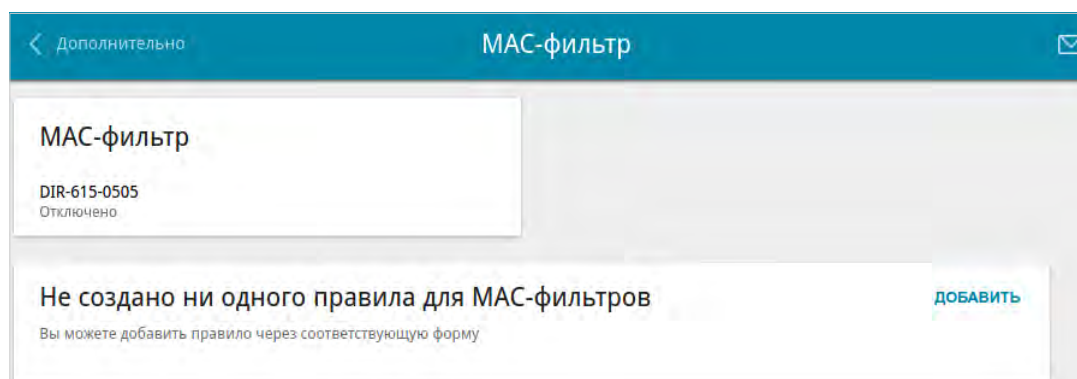 Дополнительно
MAC-фильтр
MAC-фильтр
DIR-615-0505
Отключено
Не создано ни одного правила для MAC-фильтров
ДОБАВИТЬ
Вы можете добавить правило через соответствующую форму